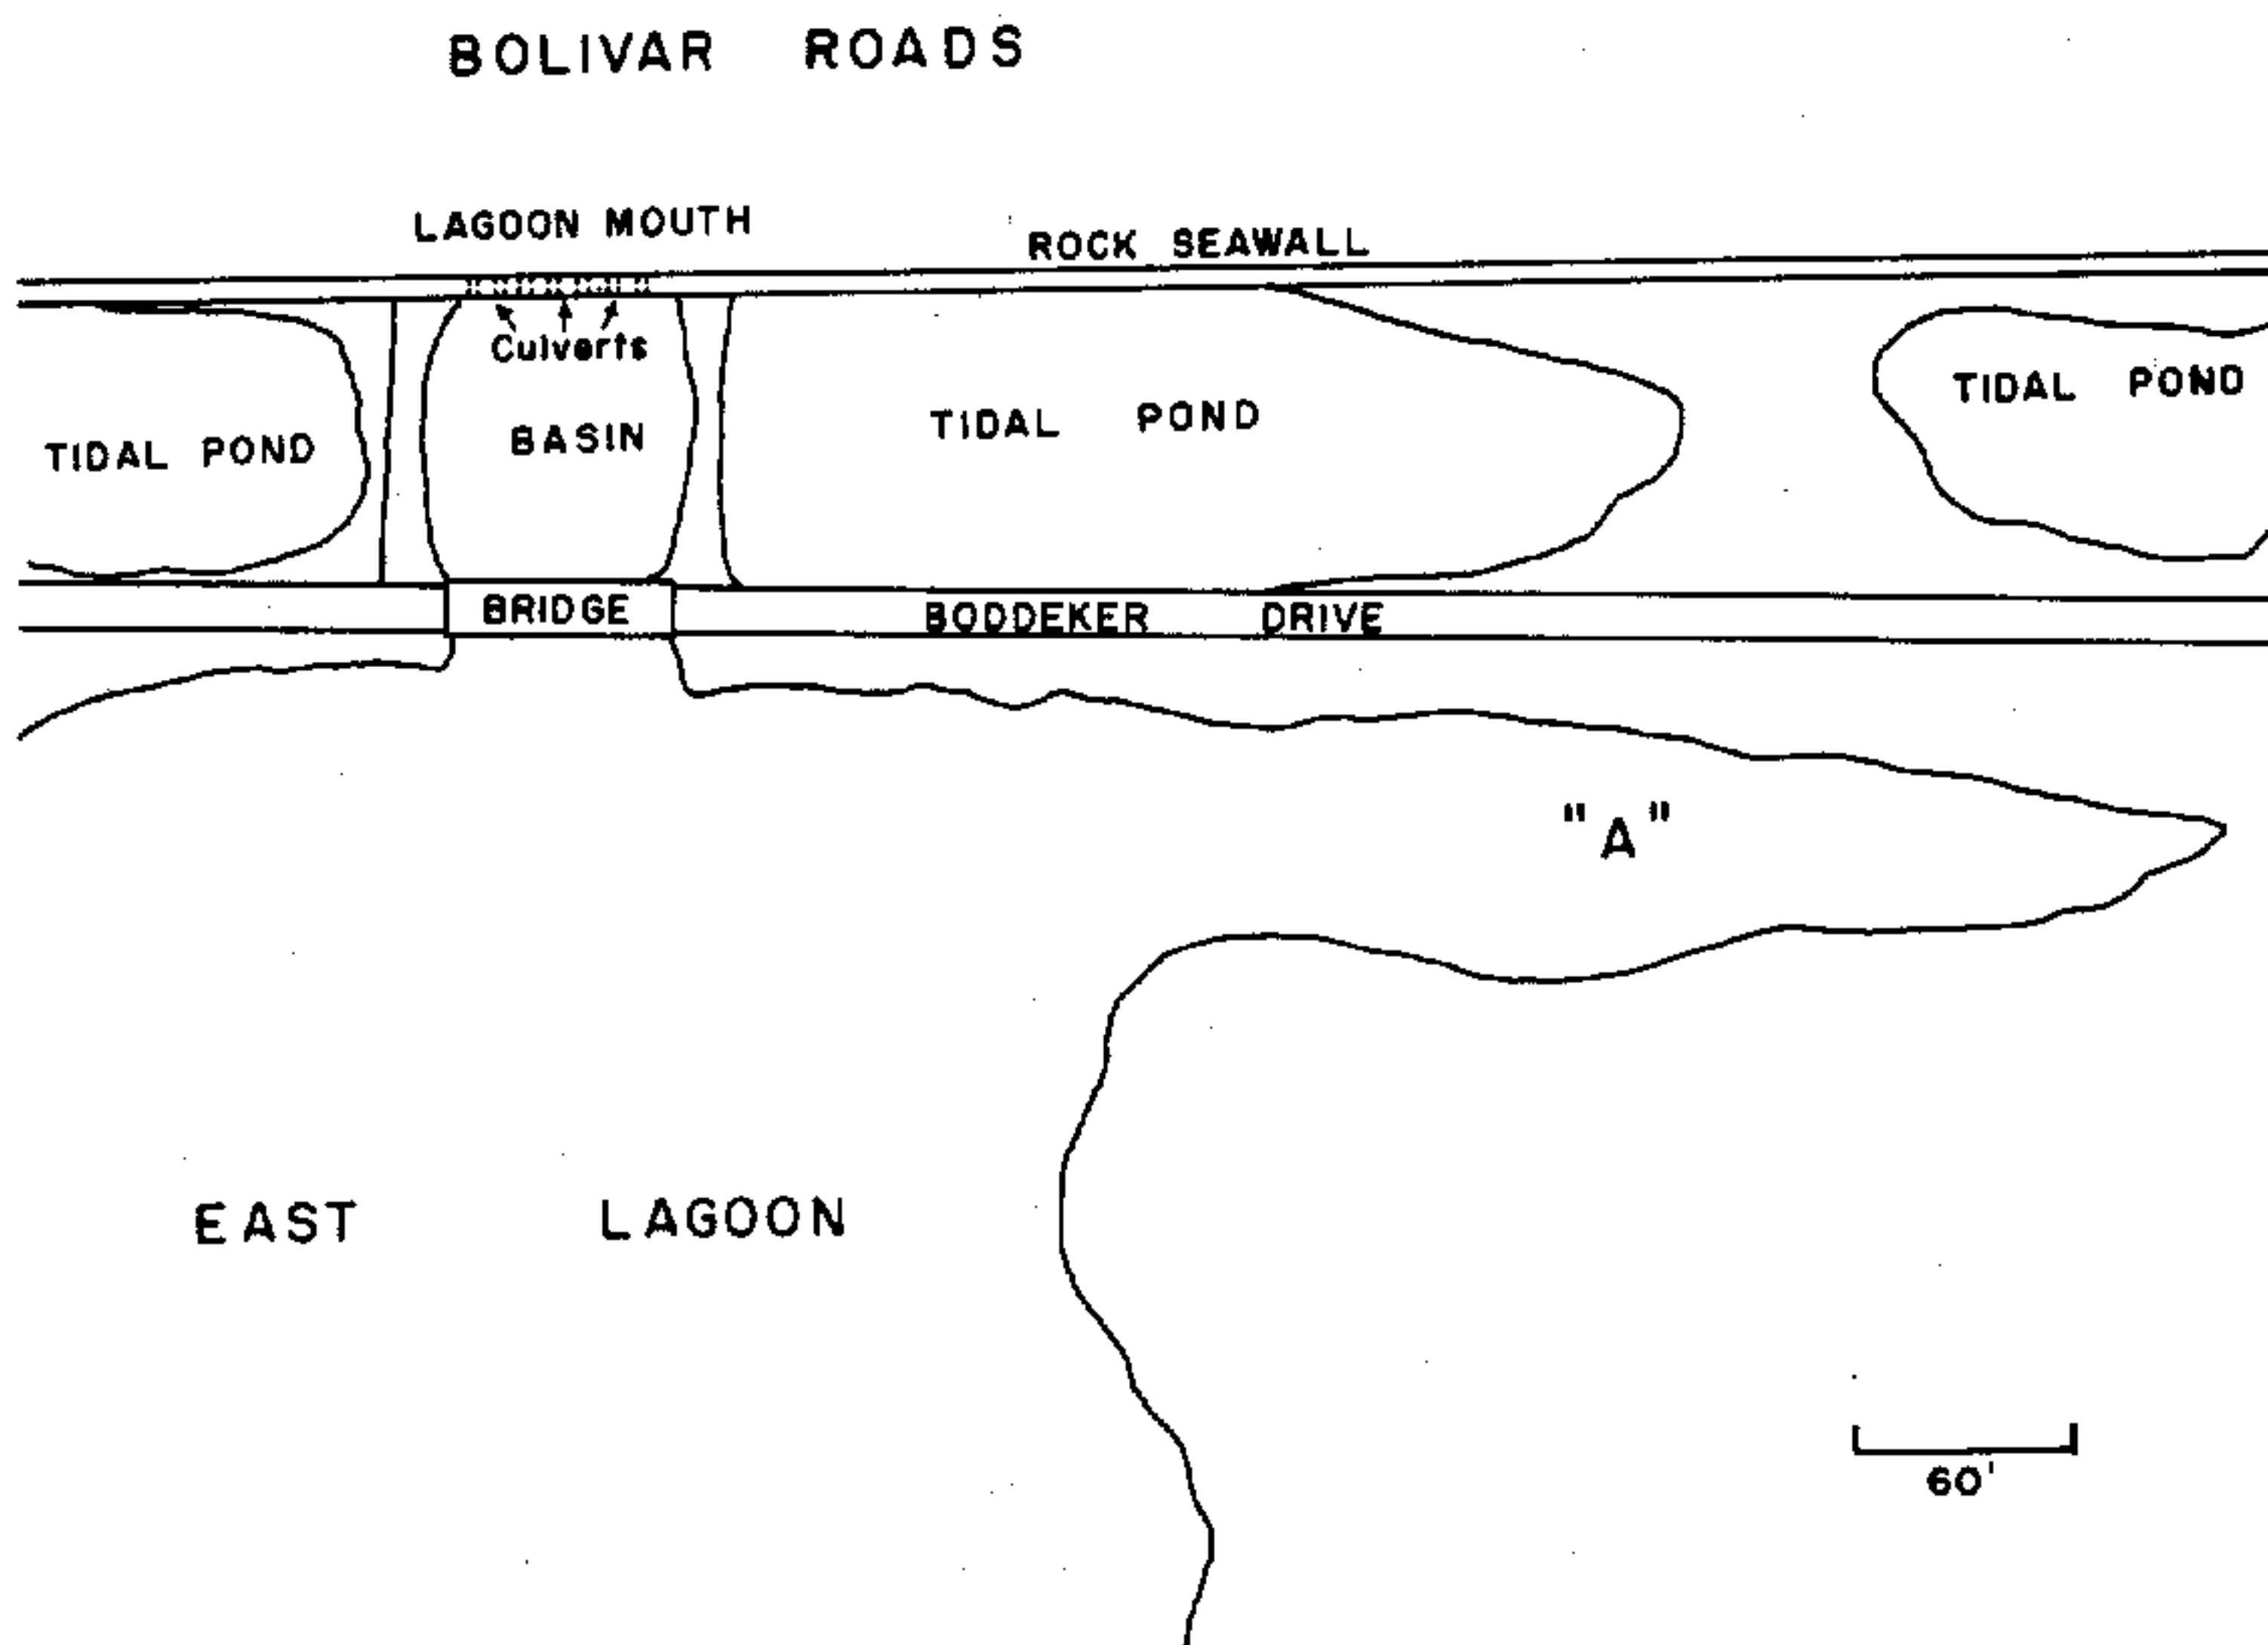 BOLIVAR ROADS
LAGOON MOUTH
ROCK SEAWALL
Culverts
TIDAL POND
BASIN
TIDAL POND
TIDAL POND
BRIDGE
BODDEKER DRIVE
"A"
EAST LAGOON
60'